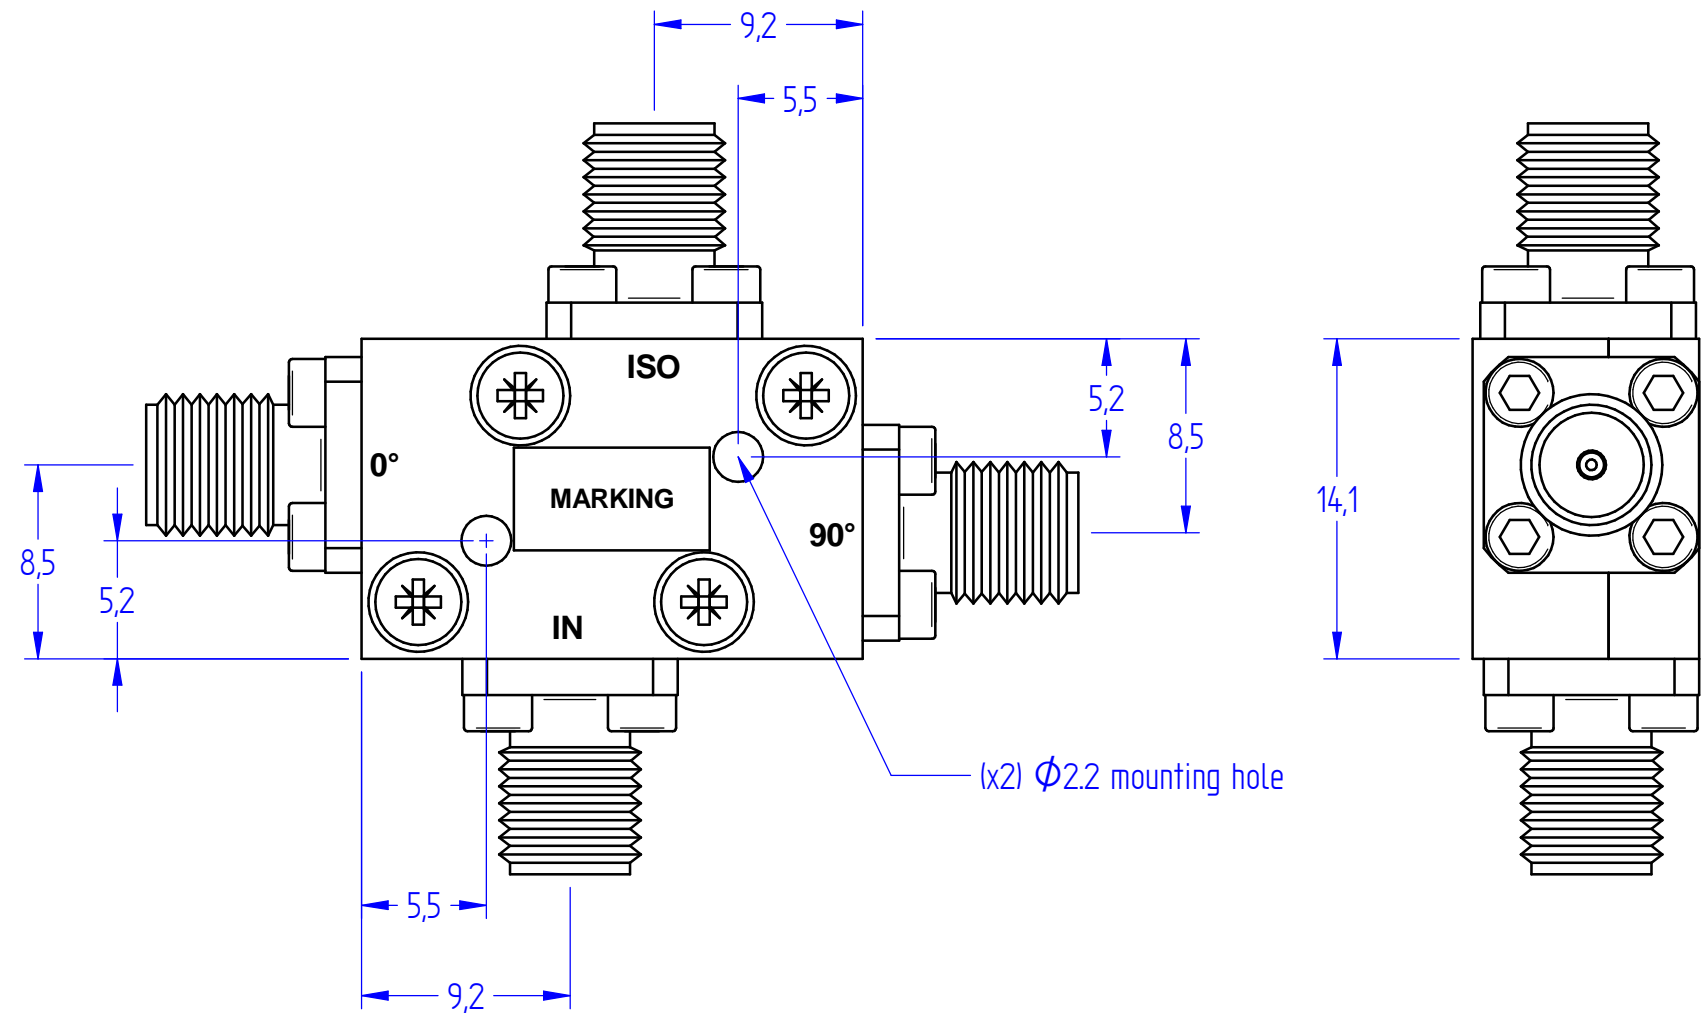 9,2
5,5
ISO
5,2
8,5
0°
MARKING
90°
14,1
8,5
5,2
IN
(x2) Φ2.2 mounting hole
5,5
9,2